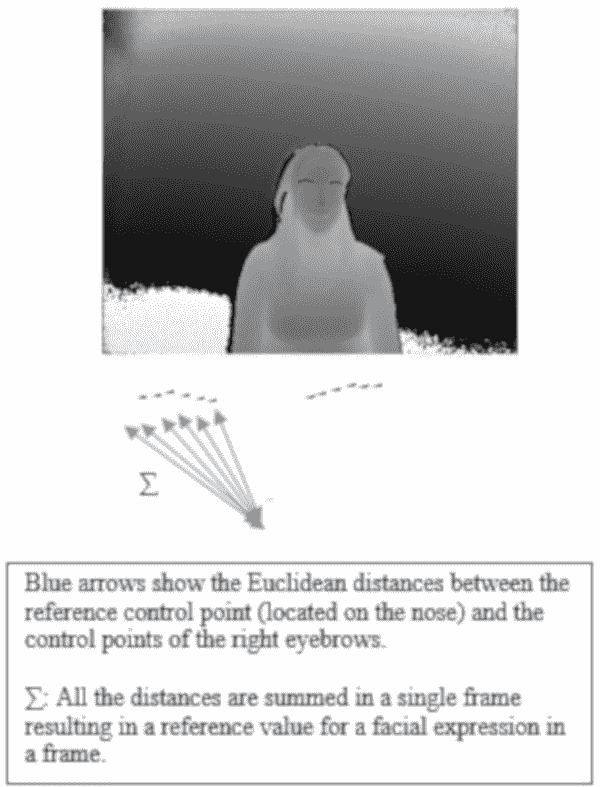 ∑
Blue arrows show the Euclidean distances between the
reference control point (located on the nose) and the
control points of the right eyebrows.
∑: All the distances are summed in a single frame
resulting in a reference value for a facial expression in
a frame.